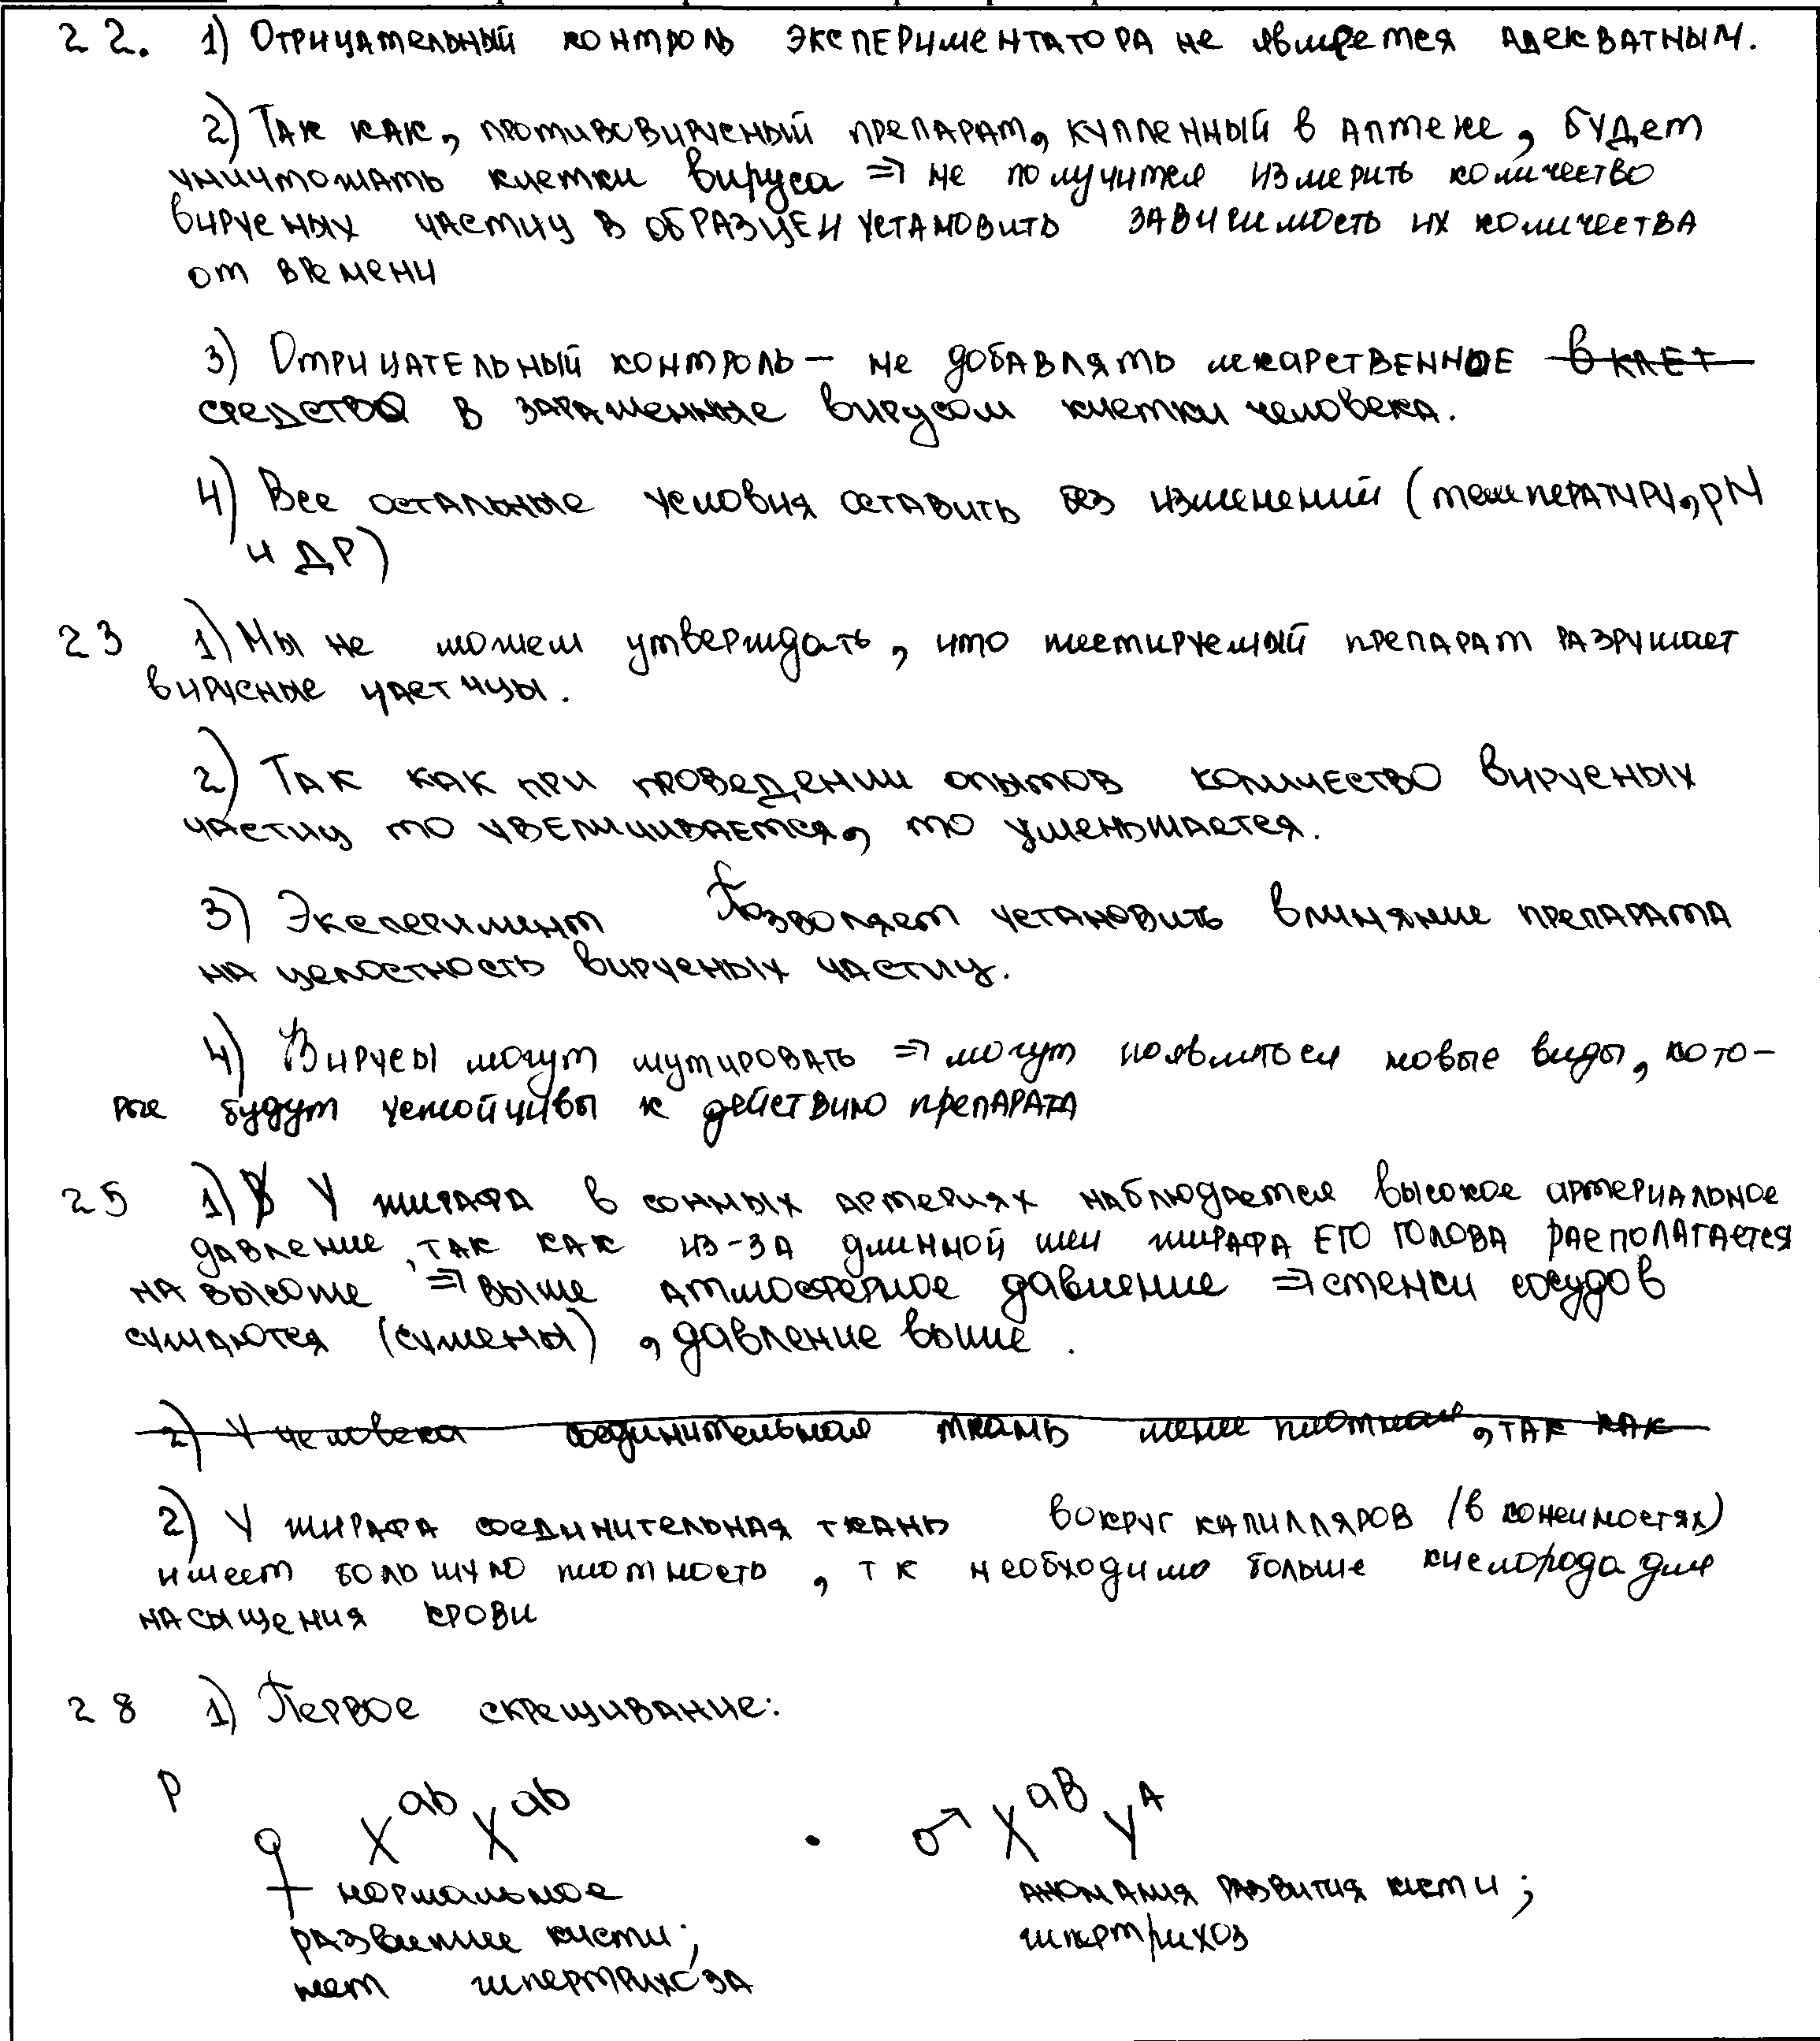 22. 1) Отрицательный контроль экспериментатора не является адекватным.
2) Так как, противовирусный препарат, купленный в аптеке, будет
уничтожать клетки вируса => не получится измерить количество
вирусных частиц в образце и установить зависимость их количества
от времени
3) Отрицательный контроль – не добавлять лекарственное в клет
средство в зараженные вирусом клетки человека.
4) Все остальные условия оставить без изменений (температуру, pH
и др)
23 1) Мы не можем утверждать, что тестируемый препарат разрушает
вирусные частицы.
2) Так как при проведении опытов количество вирусных
частиц то увеличивается, то уменьшается.
3) Эксперимент позволяет установить влияние препарата
на целостность вирусных частиц.
4) Вирусы могут мутировать => могут появиться новые виды, кото-
рые будут устойчивы к действию препарата
25 1) У жирафа в сонных артериях наблюдается высокое артериальное
давление, так как из-за длинной шеи жирафа его голова располагается
на высоте => выше атмосферное давление => стенки сосудов
сужаются (сужены), давление выше.
2) У человека соединительная ткань менее плотная, так как
2) У жирафа соединительная ткань вокруг капилляров (в конечностях)
имеет большую плотность, т к необходимо больше кислорода для
насыщения крови
28 1) Первое скрещивание:
P
♀ X^ab X^ab · ♂ X^aB Y^A
нормальное аномалия развития кисти;
развитие кисти; гипертрихоз
нет гипертрихоза